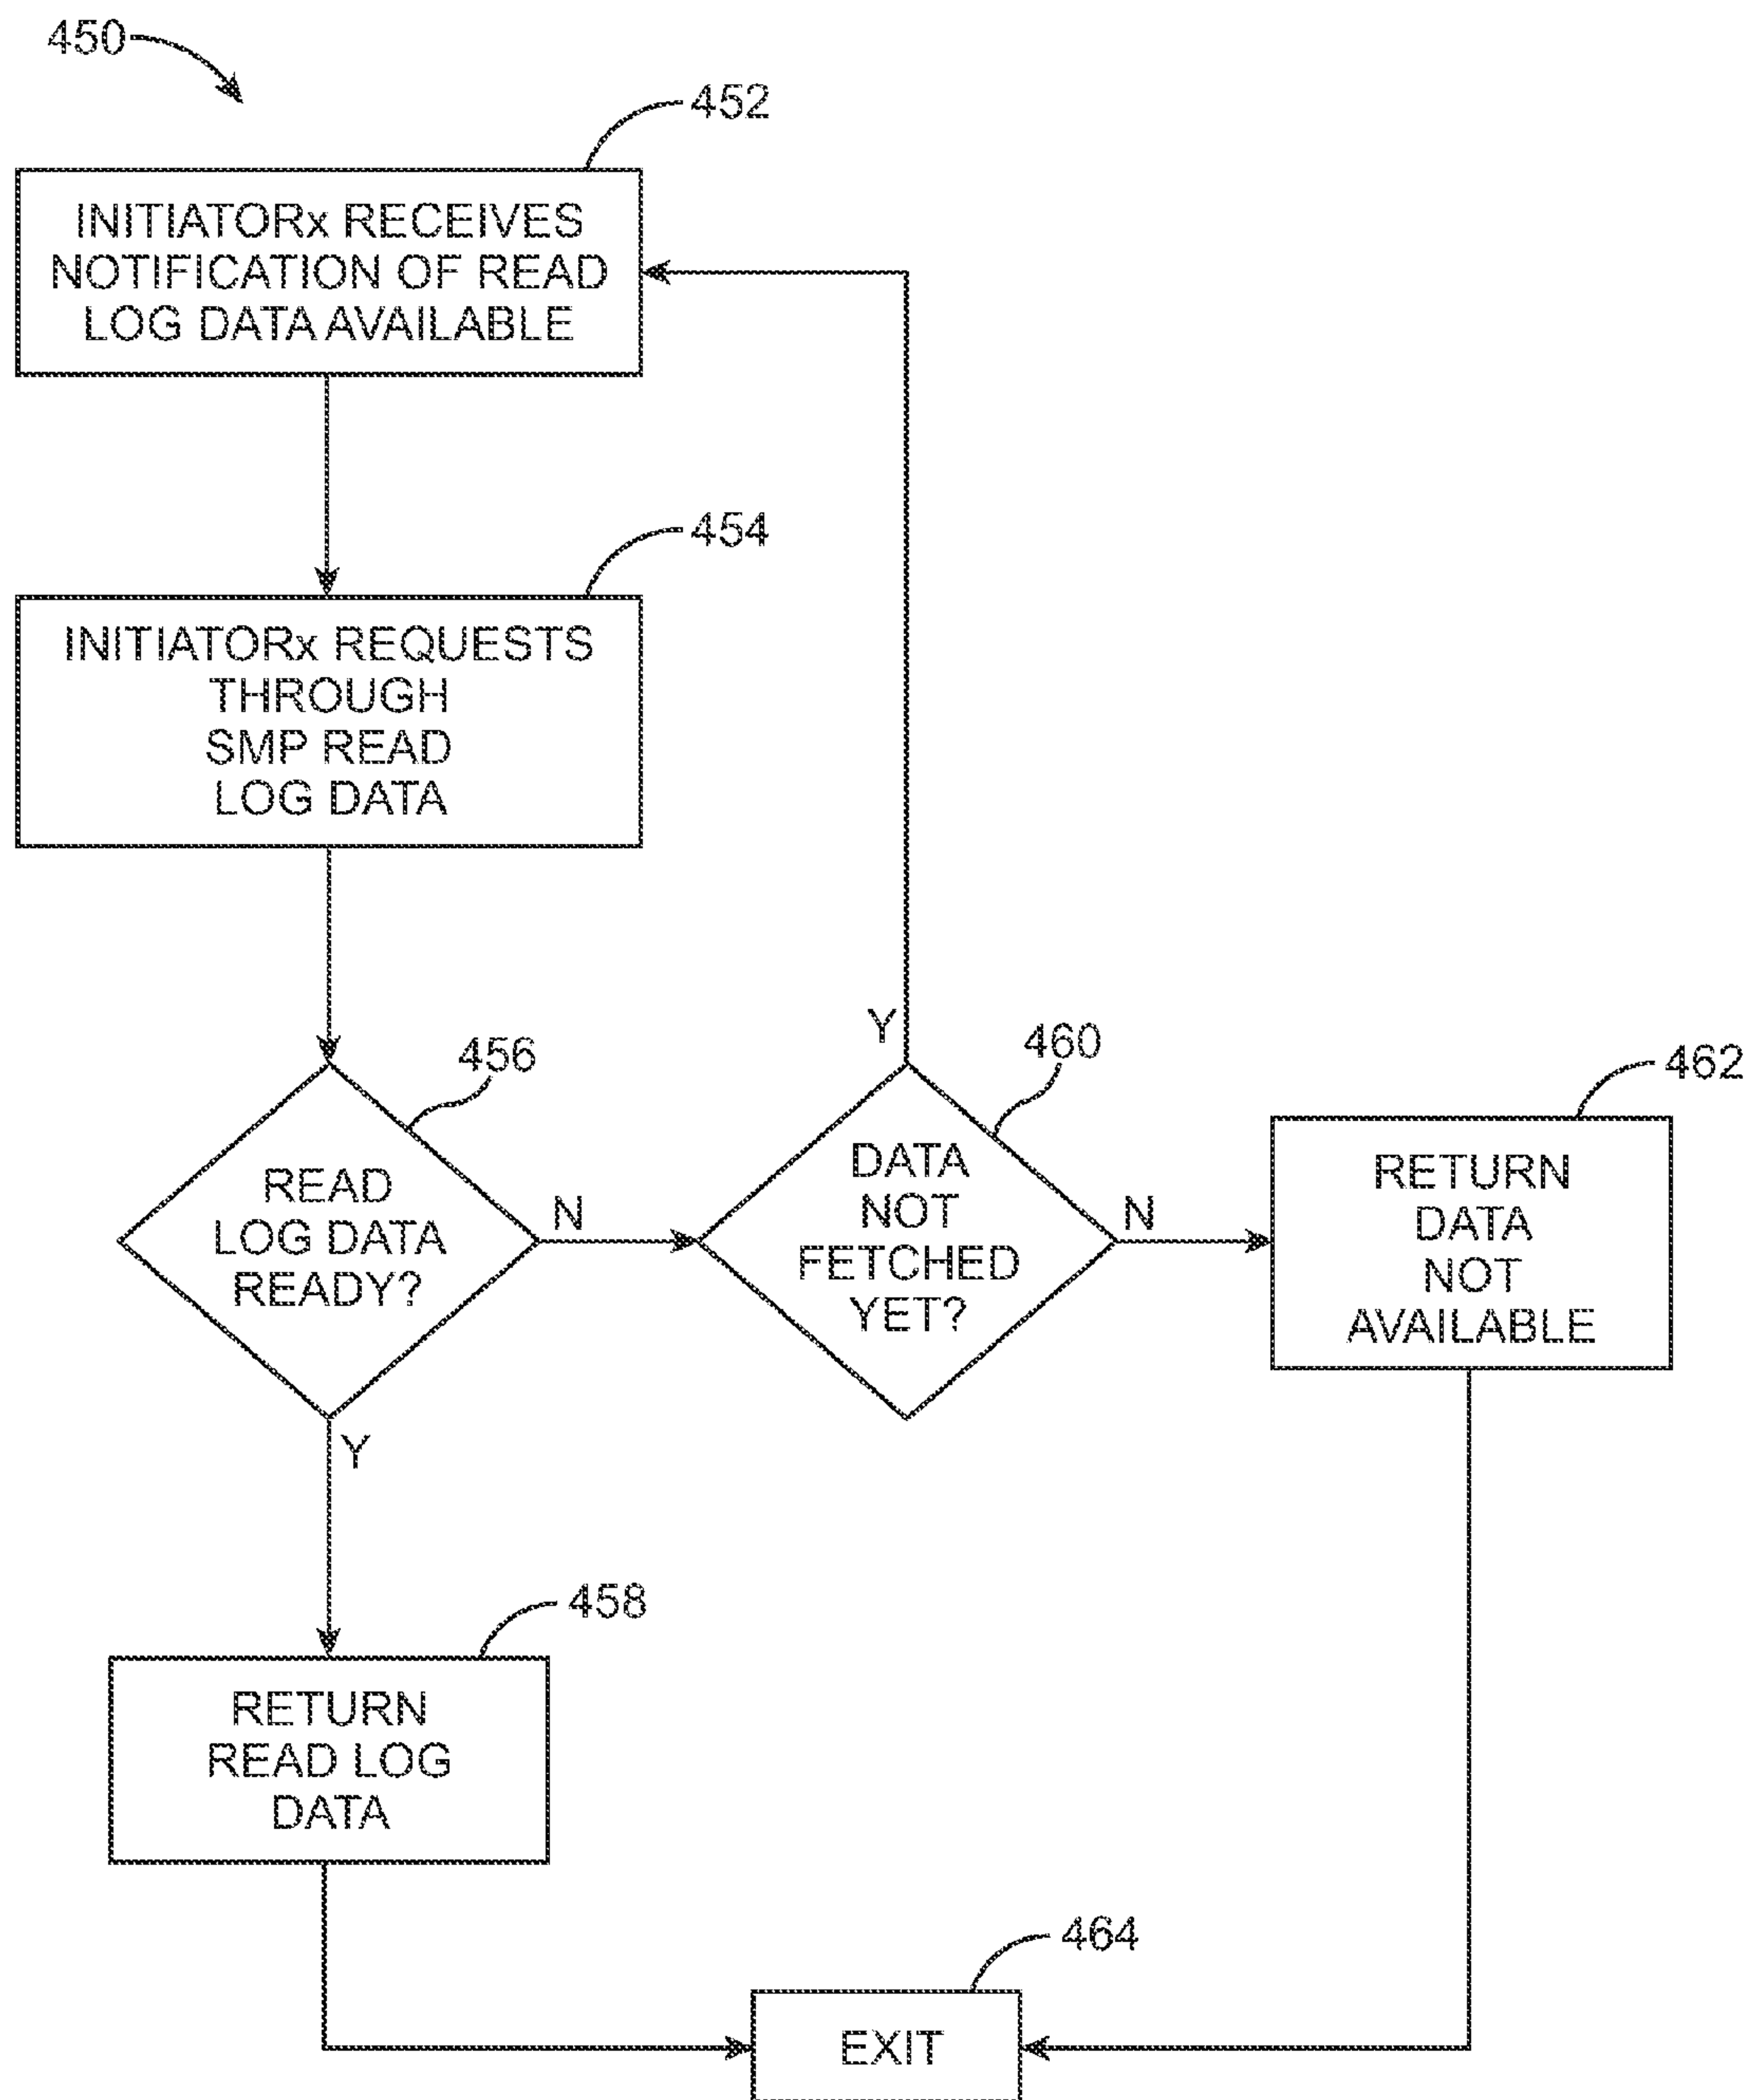 450
452
INITIATORx RECEIVES
NOTIFICATION OF READ
LOG DATA AVAILABLE
454
INITIATORx REQUESTS
THROUGH
SMP READ
LOG DATA
456
READ
LOG DATA
READY?
N
Y
460
DATA
NOT
FETCHED
YET?
Y
N
462
RETURN
DATA
NOT
AVAILABLE
458
RETURN
READ LOG
DATA
464
EXIT